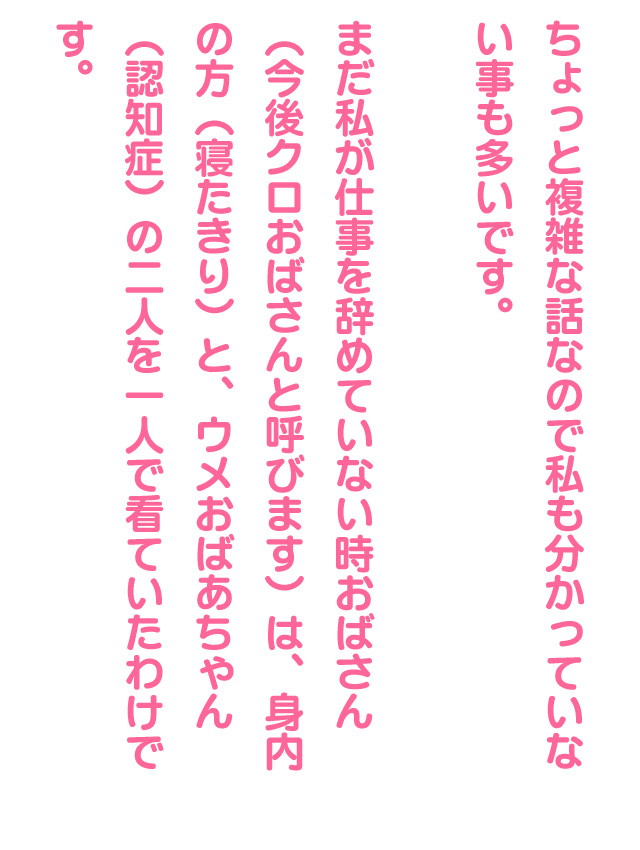 ちょっと複雑な話なので私も分かっていな
い事も多いです。
まだ私が仕事を辞めていない時おばさん
（今後クロおばさんと呼びます）は、身内
の方（寝たきり）と、ウメおばあちゃん
（認知症）の二人を一人で看ていたわけで
す。